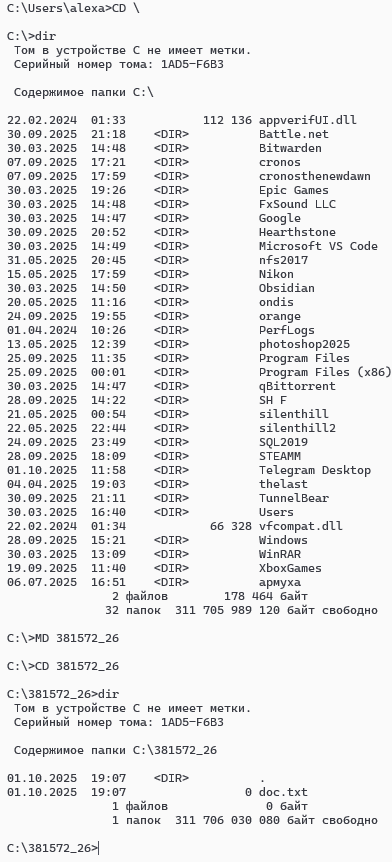 C:\Users\alexa>CD \
C:\>dir
Том в устройстве C не имеет метки.
Серийный номер тома: 1AD5-F6B3
Содержимое папки C:\
22.02.2024  01:33           112 136 appverifUI.dll
30.09.2025  21:18    <DIR>          Battle.net
30.03.2025  14:48    <DIR>          Bitwarden
07.09.2025  17:21    <DIR>          cronos
07.09.2025  17:59    <DIR>          cronosthenewdawn
30.03.2025  19:26    <DIR>          Epic Games
30.03.2025  14:48    <DIR>          FxSound LLC
30.03.2025  14:47    <DIR>          Google
30.09.2025  20:52    <DIR>          Hearthstone
30.03.2025  14:49    <DIR>          Microsoft VS Code
31.05.2025  20:45    <DIR>          nfs2017
15.05.2025  17:59    <DIR>          Nikon
30.03.2025  14:50    <DIR>          Obsidian
20.05.2025  11:16    <DIR>          ondis
24.09.2025  19:55    <DIR>          orange
01.04.2024  10:26    <DIR>          PerfLogs
13.05.2025  12:39    <DIR>          photoshop2025
25.09.2025  11:35    <DIR>          Program Files
25.09.2025  00:01    <DIR>          Program Files (x86)
30.03.2025  14:47    <DIR>          qBittorrent
28.09.2025  14:22    <DIR>          SH F
21.05.2025  00:54    <DIR>          silenthill
22.05.2025  22:44    <DIR>          silenthill2
24.09.2025  23:49    <DIR>          SQL2019
28.09.2025  18:09    <DIR>          STEAMM
01.10.2025  11:58    <DIR>          Telegram Desktop
04.04.2025  19:03    <DIR>          thelast
30.09.2025  21:11    <DIR>          TunnelBear
30.03.2025  16:40    <DIR>          Users
22.02.2024  01:34            66 328 vfcompat.dll
28.09.2025  15:21    <DIR>          Windows
30.03.2025  13:09    <DIR>          WinRAR
19.09.2025  11:40    <DIR>          XboxGames
06.07.2025  16:51    <DIR>          армуха
2 файлов        178 464 байт
32 папок  311 705 989 120 байт свободно
C:\>MD 381572_26
C:\>CD 381572_26
C:\381572_26>dir
Том в устройстве C не имеет метки.
Серийный номер тома: 1AD5-F6B3
Содержимое папки C:\381572_26
01.10.2025  19:07    <DIR>          .
01.10.2025  19:07                 0 doc.txt
1 файлов              0 байт
1 папок  311 706 030 080 байт свободно
C:\381572_26>